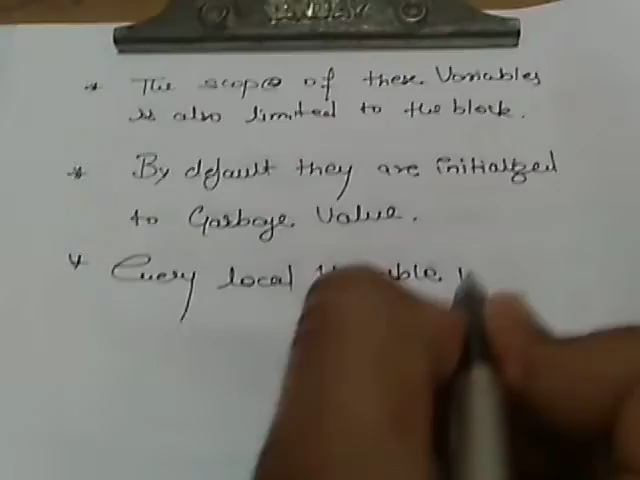 * The scope of these Variables
is also limited to the block.
* By default they are initialized
to Garbage Value.
* Every local